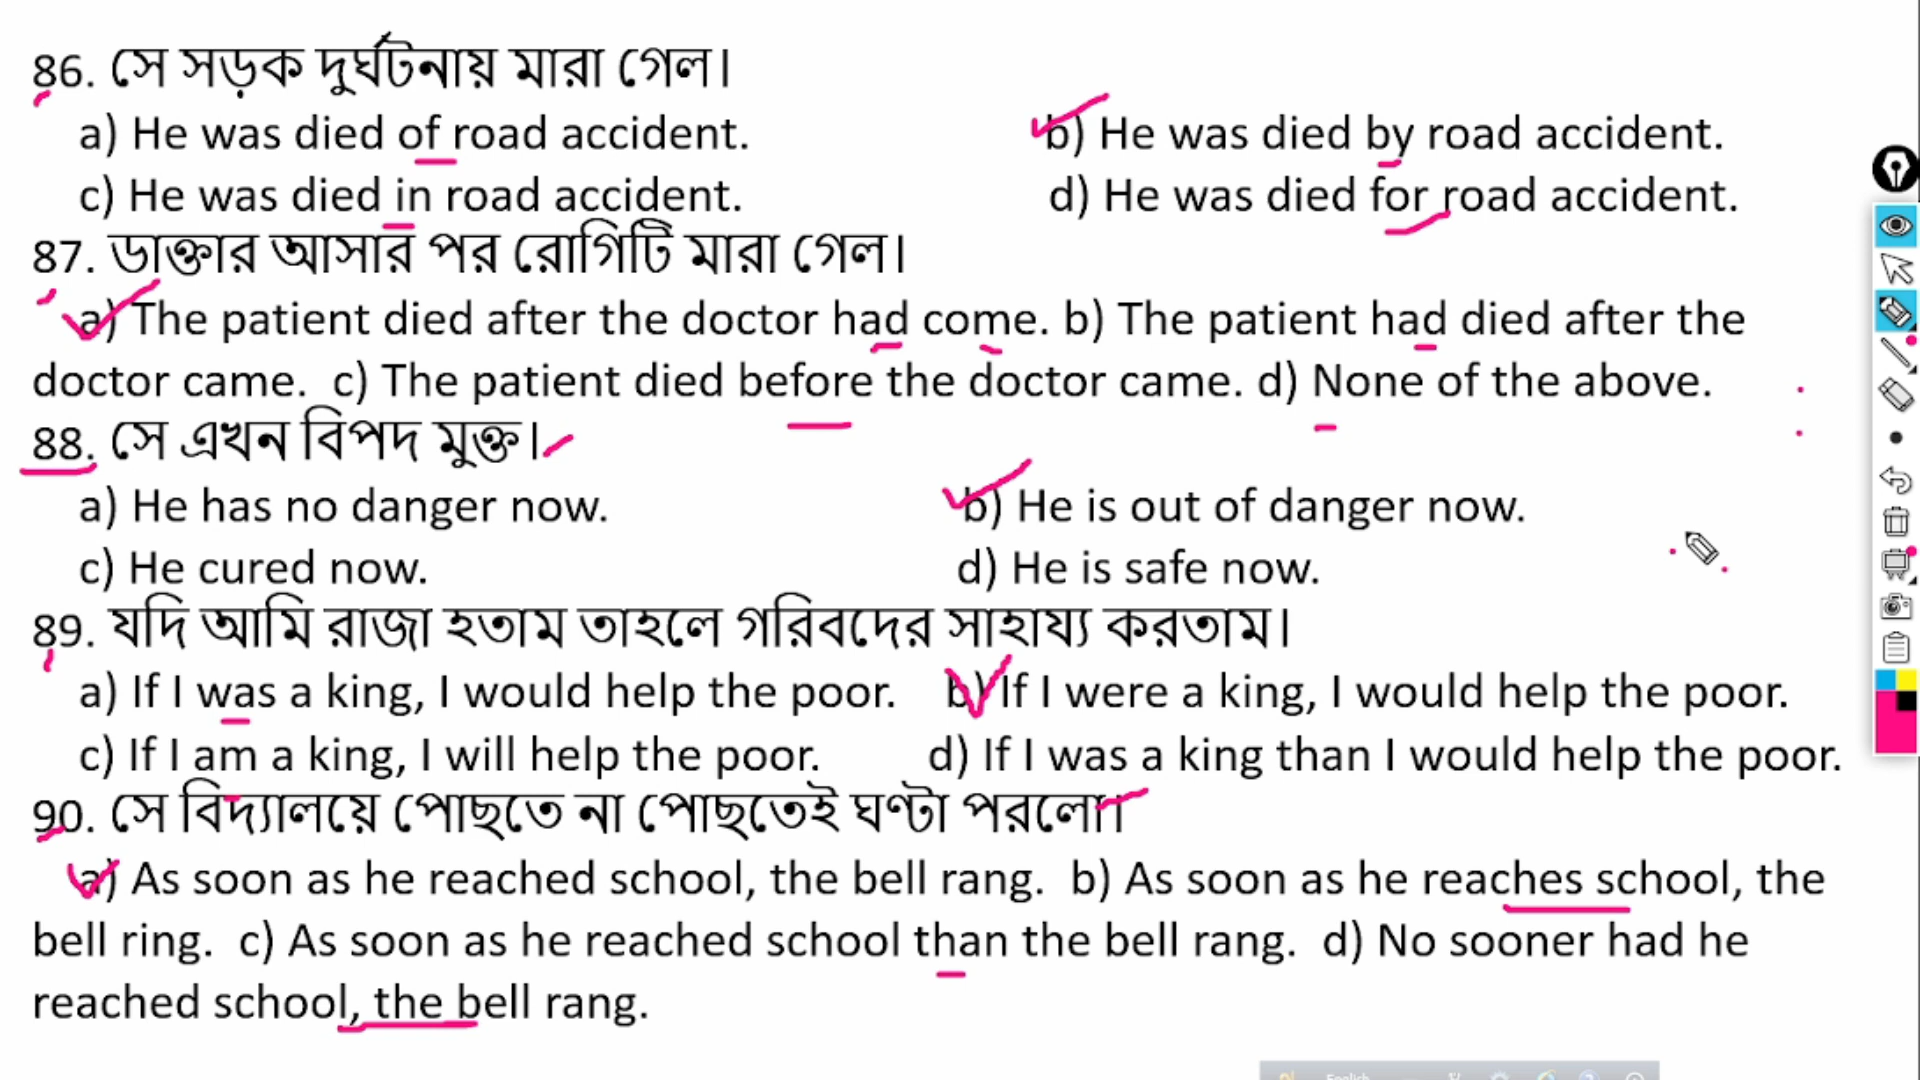 86. সে সড়ক দুর্ঘটনায় মারা গেল।
a) He was died of road accident. b) He was died by road accident.
c) He was died in road accident. d) He was died for road accident.
87. ডাক্তার আসার পর রোগিটি মারা গেল।
a) The patient died after the doctor had come. b) The patient had died after the
doctor came. c) The patient died before the doctor came. d) None of the above.
88. সে এখন বিপদ মুক্ত।
a) He has no danger now. b) He is out of danger now.
c) He cured now. d) He is safe now.
89. যদি আমি রাজা হতাম তাহলে গরিবদের সাহায্য করতাম।
a) If I was a king, I would help the poor. b) If I were a king, I would help the poor.
c) If I am a king, I will help the poor. d) If I was a king than I would help the poor.
90. সে বিদ্যালয়ে পোছতে না পোছতেই ঘণ্টা পরলো।
a) As soon as he reached school, the bell rang. b) As soon as he reaches school, the
bell ring. c) As soon as he reached school than the bell rang. d) No sooner had he
reached school, the bell rang.
English